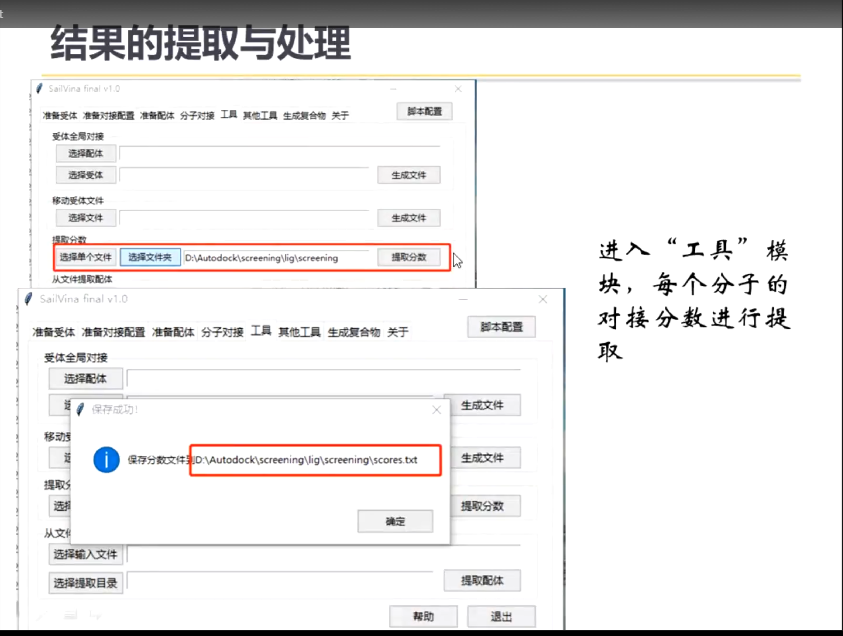 结果的提取与处理
SailVina final v1.0
准备受体 准备对接配置 准备配体 分子对接 工具 其他工具 生成复合物 关于
脚本配置
受体全局对接
选择配体
选择受体
生成文件
移动受体文件
选择文件
生成文件
提取分数
选择单个文件 选择文件夹 D:\Autodock\screening\lig\screening 提取分数
从文件提取配体
进入“工具”模
块，每个分子的
对接分数进行提
取
SailVina final v1.0
准备受体 准备对接配置 准备配体 分子对接 工具 其他工具 生成复合物 关于
脚本配置
受体全局对接
选择配体
生成文件
保存成功!
保存分数文件到D:\Autodock\screening\lig\screening\scores.txt
确定
移动受
生成文件
提取分
提取分数
从文件
选择输入文件
选择提取目录
提取配体
帮助
退出